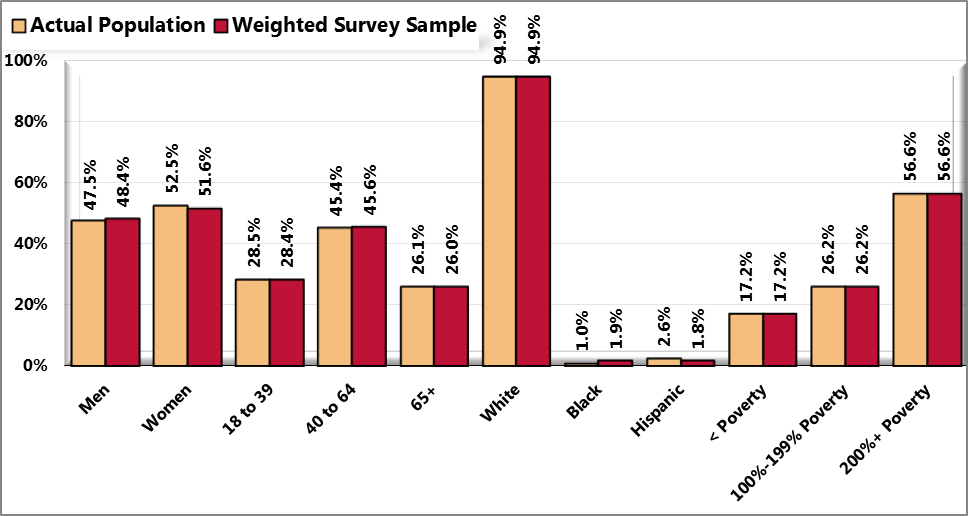 Actual Population Weighted Survey Sample
100%
80%
60%
40%
20%
0%
47.5% 48.4% 52.5% 51.6% 28.5% 28.4% 45.4% 45.6% 26.1% 26.0% 94.9% 94.9% 1.0% 1.9% 2.6% 1.8% 17.2% 17.2% 26.2% 26.2% 56.6% 56.6%
Men
Women
18 to 39
40 to 64
65+
White
Black
Hispanic
< Poverty
100%-199% Poverty
200%+ Poverty